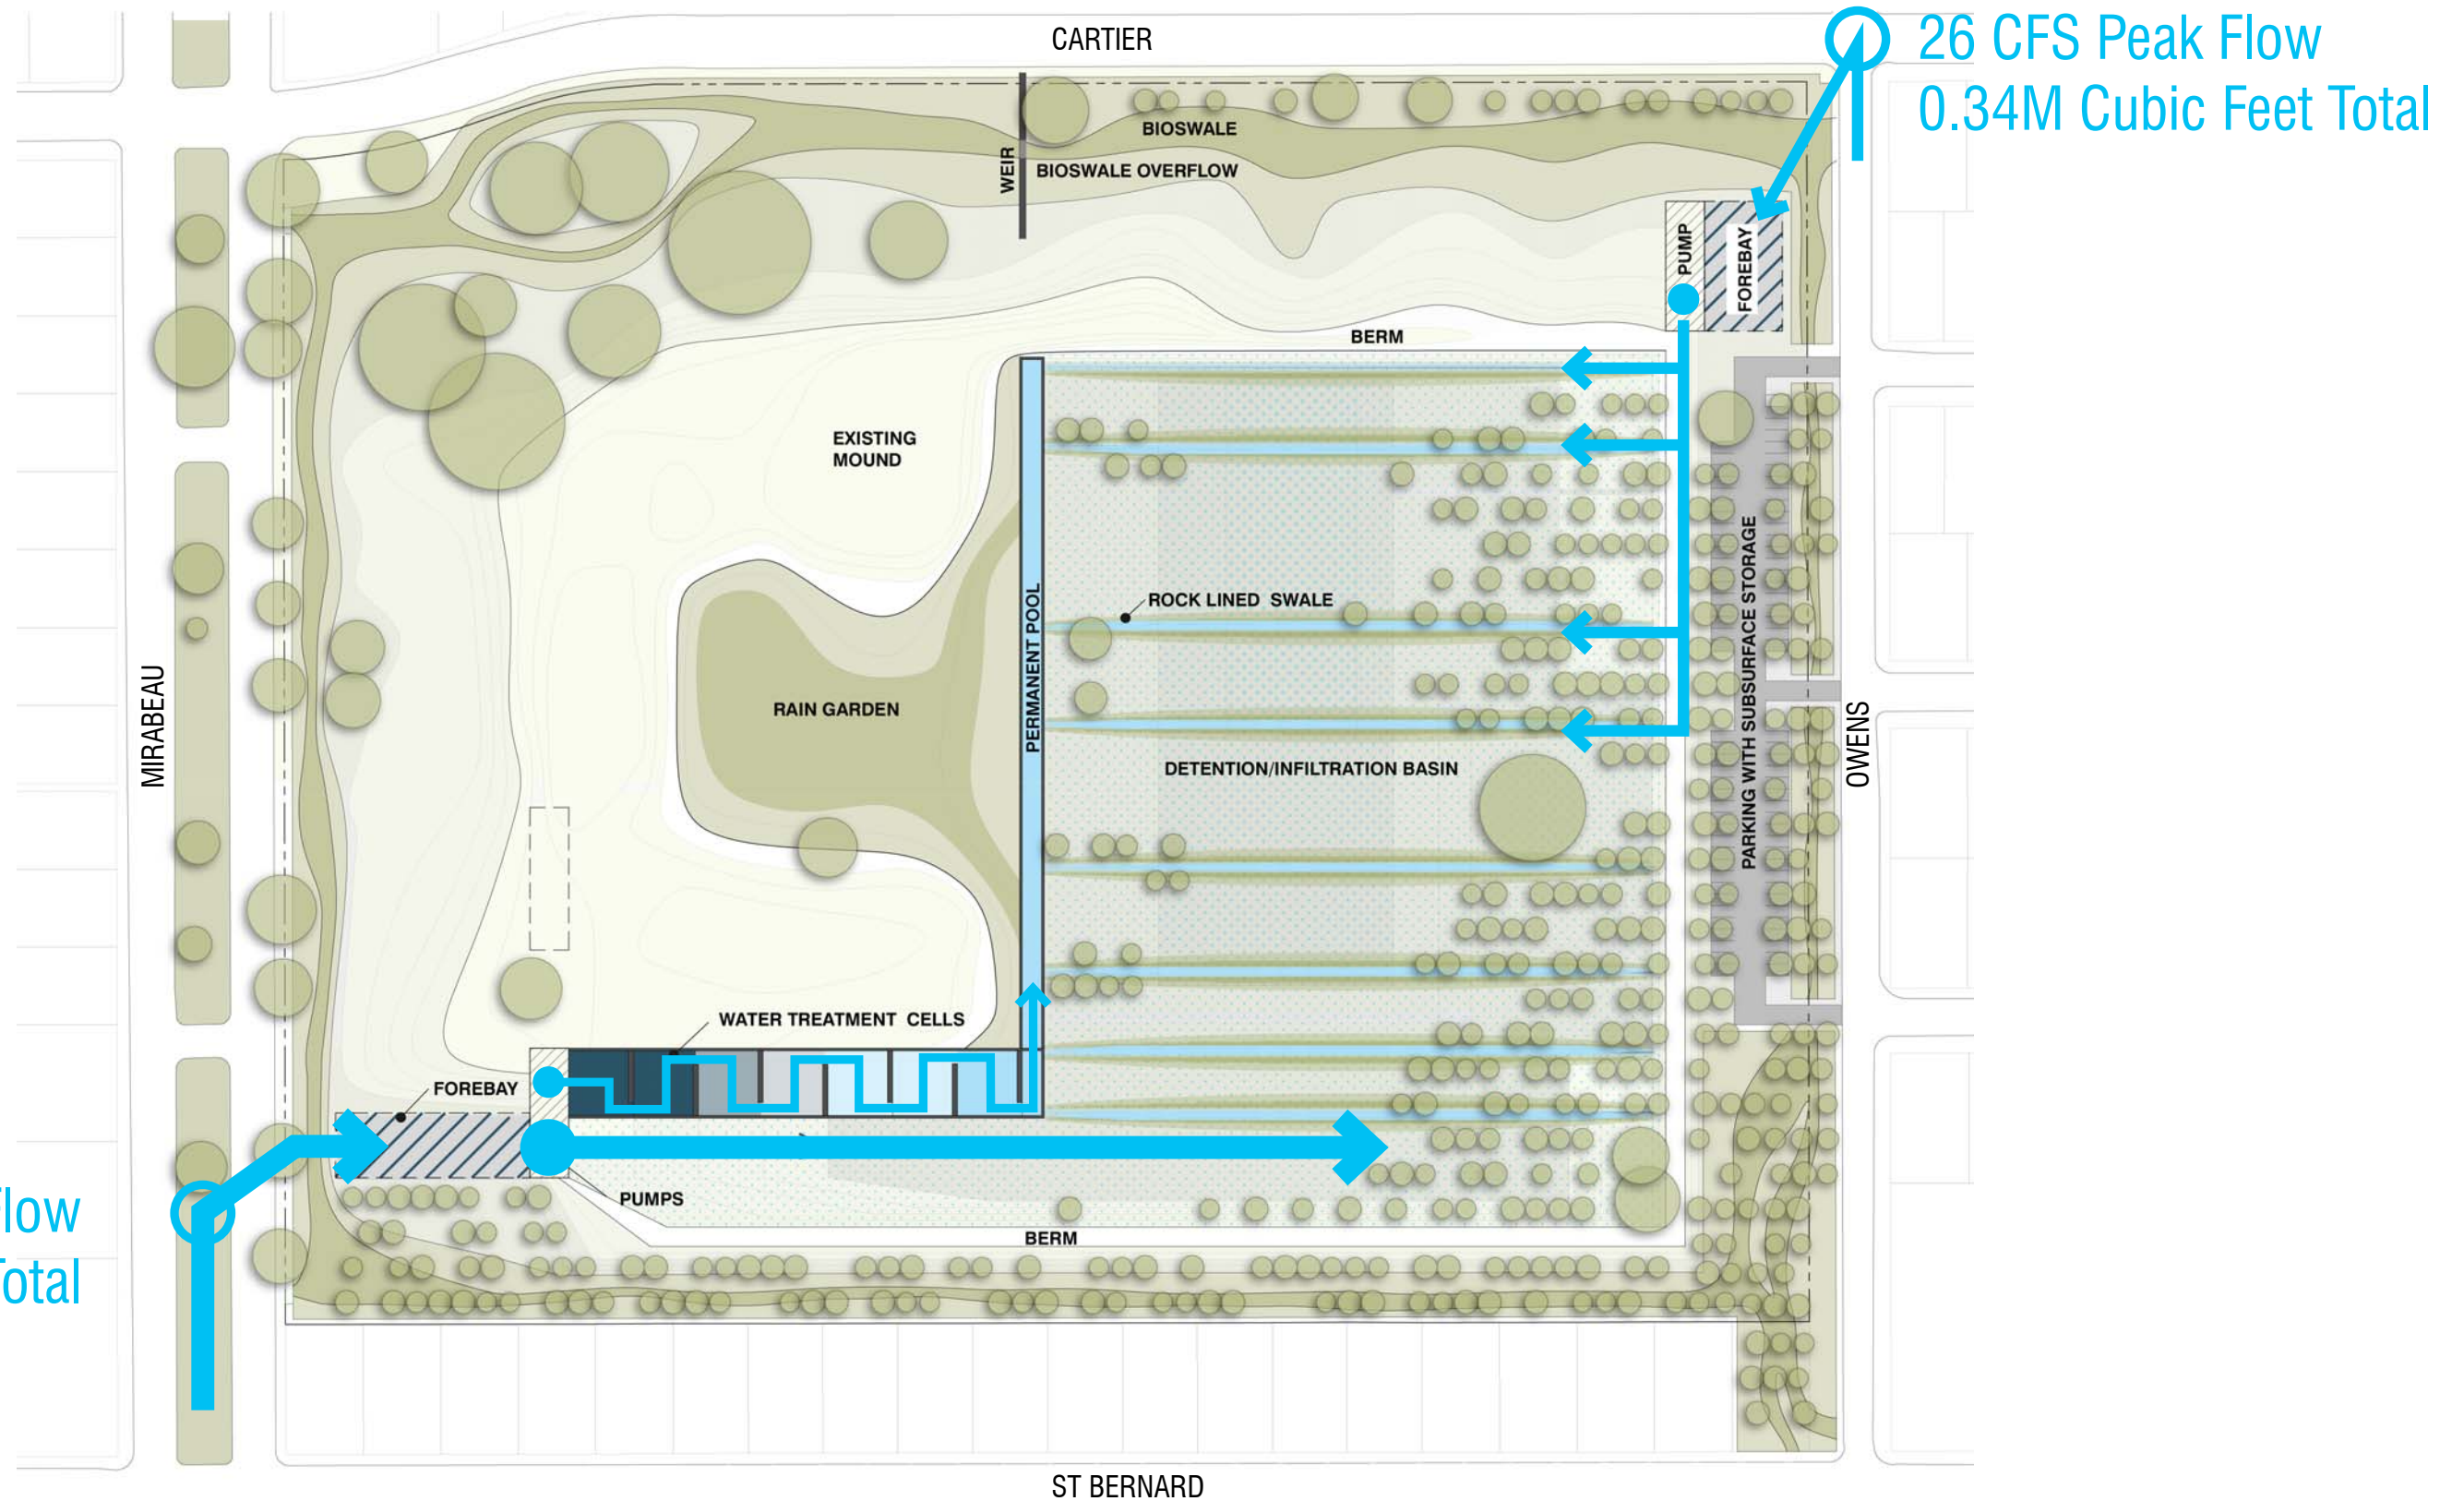 CARTIER
26 CFS Peak Flow
0.34M Cubic Feet Total
BIOSWALE
WEIR
BIOSWALE OVERFLOW
PUMP
FOREBAY
BERM
EXISTING
MOUND
ROCK LINED SWALE
PERMANENT POOL
PARKING WITH SUBSURFACE STORAGE
MIRABEAU
RAIN GARDEN
OWENS
DETENTION/INFILTRATION BASIN
WATER TREATMENT CELLS
FOREBAY
PUMPS
low
otal
BERM
ST BERNARD